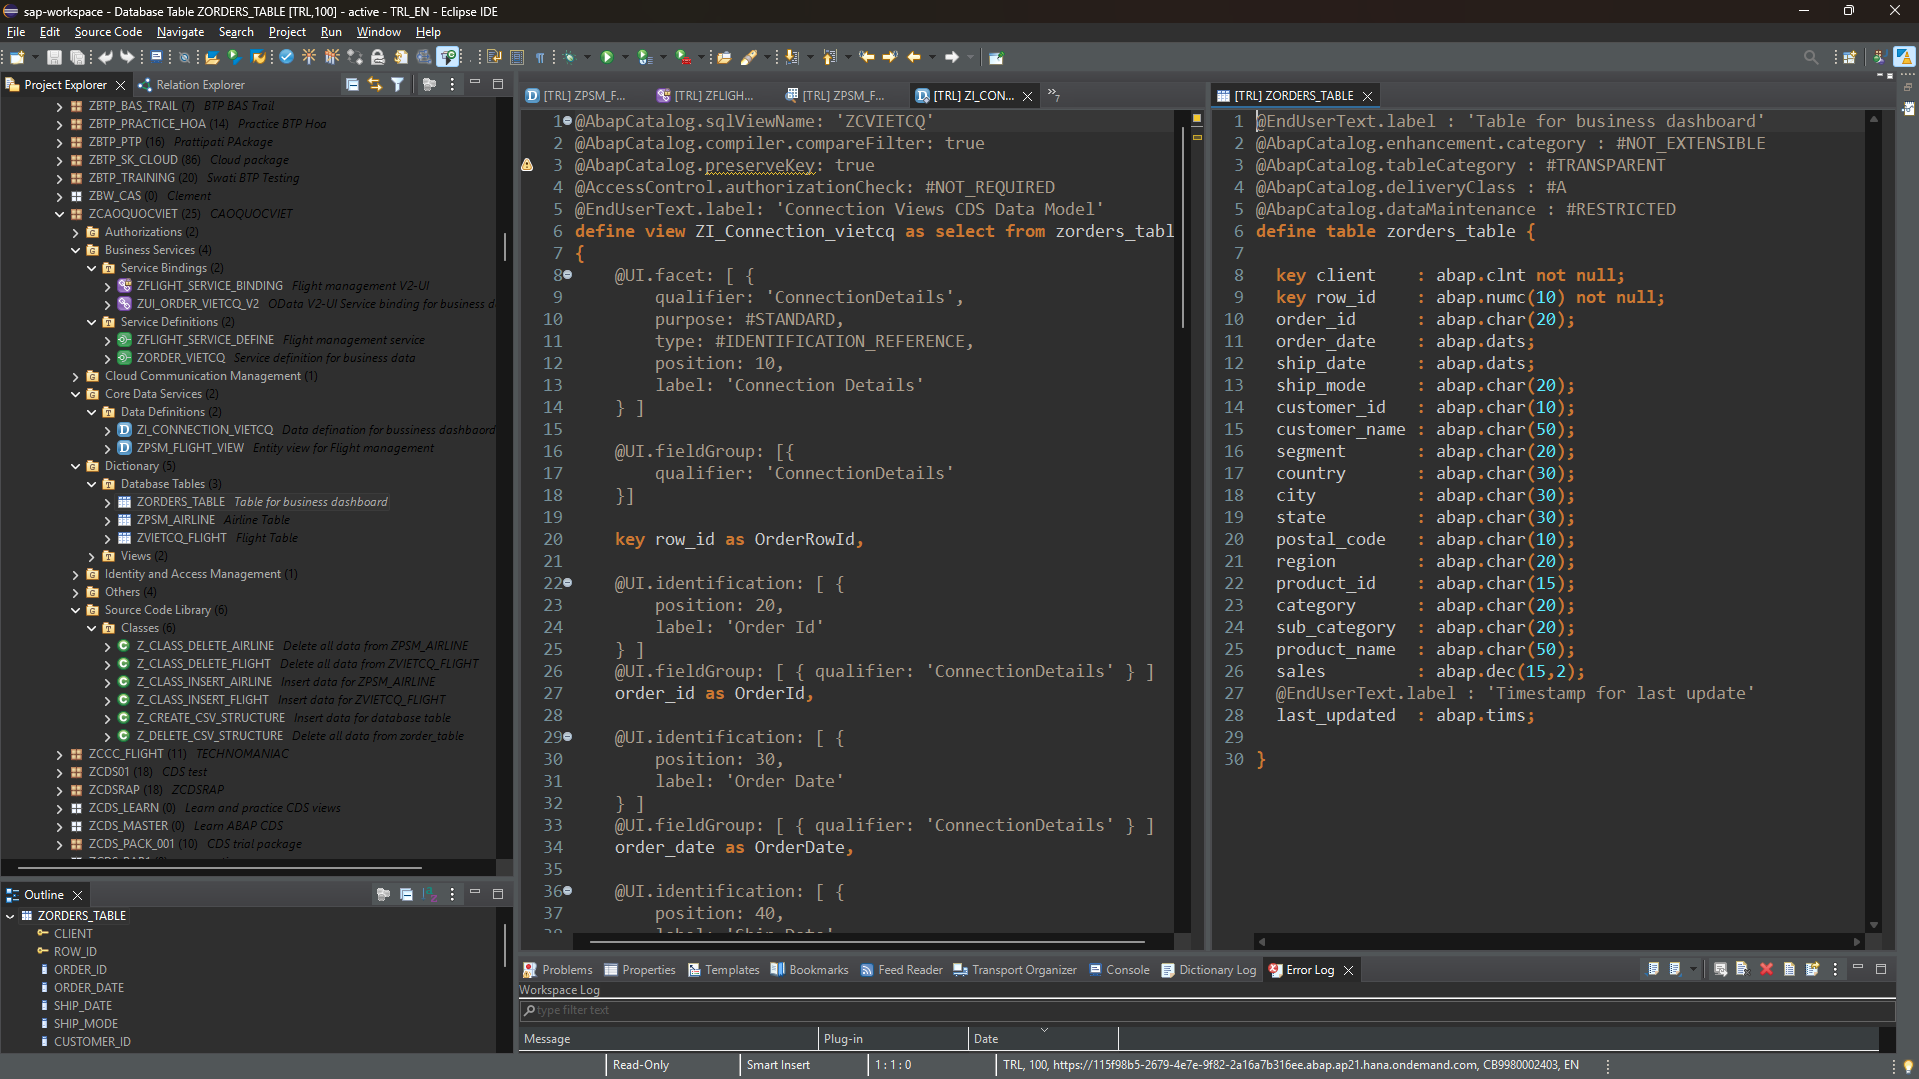 sap-workspace - Database Table ZORDERS_TABLE [TRL,100] - active - TRL_EN - Eclipse IDE
File Edit Source Code Navigate Search Project Run Window Help
Project Explorer
Relation Explorer
ZBTP_BAS_TRAIL (7) BTP BAS Trail
ZBTP_PRACTICE_HOA (14) Practice BTP Hoa
ZBTP_PTP (16) Prattipati PAckage
ZBTP_SK_CLOUD (86) Cloud package
ZBTP_TRAINING (20) Swati BTP Testing
ZBW_CAS (0) Clement
ZCAOQUOCVIET (25) CAOQUOCVIET
Authorizations (2)
Business Services (4)
Service Bindings (2)
ZFLIGHT_SERVICE_BINDING Flight management V2-UI
ZUI_ORDER_VIETCQ_V2 OData V2-UI Service binding for business d
Service Definitions (2)
ZFLIGHT_SERVICE_DEFINE Flight management service
ZORDER_VIETCQ Service definition for business data
Cloud Communication Management (1)
Core Data Services (2)
Data Definitions (2)
ZI_CONNECTION_VIETCQ Data defination for bussiness dashbaord
ZPSM_FLIGHT_VIEW Entity view for Flight management
Dictionary (5)
Database Tables (3)
ZORDERS_TABLE Table for business dashboard
ZPSM_AIRLINE Airline Table
ZVIETCQ_FLIGHT Flight Table
Views (2)
Identity and Access Management (1)
Others (4)
Source Code Library (6)
Classes (6)
Z_CLASS_DELETE_AIRLINE Delete all data from ZPSM_AIRLINE
Z_CLASS_DELETE_FLIGHT Delete all data from ZVIETCQ_FLIGHT
Z_CLASS_INSERT_AIRLINE Insert data for ZPSM_AIRLINE
Z_CLASS_INSERT_FLIGHT Insert data for ZVIETCQ_FLIGHT
Z_CREATE_CSV_STRUCTURE Insert data for database table
Z_DELETE_CSV_STRUCTURE Delete all data from zorder_table
ZCCC_FLIGHT (11) TECHNOMANIAC
ZCDS01 (18) CDS test
ZCDSRAP (18) ZCDSRAP
ZCDS_LEARN (0) Learn and practice CDS views
ZCDS_MASTER (0) Learn ABAP CDS
ZCDS_PACK_001 (10) CDS trial package
Outline
ZORDERS_TABLE
CLIENT
ROW_ID
ORDER_ID
ORDER_DATE
SHIP_DATE
SHIP_MODE
CUSTOMER_ID
[TRL] ZPSM_F...
[TRL] ZFLIGH...
[TRL] ZPSM_F...
[TRL] ZI_CON...
7
1 @AbapCatalog.sqlViewName: 'ZCVIETCQ'
2 @AbapCatalog.compiler.compareFilter: true
3 @AbapCatalog.preserveKey: true
4 @AccessControl.authorizationCheck: #NOT_REQUIRED
5 @EndUserText.label: 'Connection Views CDS Data Model'
6 define view ZI_Connection_vietcq as select from zorders_tabl
7 {
8 @UI.facet: [ {
9 qualifier: 'ConnectionDetails',
10 purpose: #STANDARD,
11 type: #IDENTIFICATION_REFERENCE,
12 position: 10,
13 label: 'Connection Details'
14 } ]
15
16 @UI.fieldGroup: [{
17 qualifier: 'ConnectionDetails'
18 }]
19
20 key row_id as OrderRowId,
21
22 @UI.identification: [ {
23 position: 20,
24 label: 'Order Id'
25 } ]
26 @UI.fieldGroup: [ { qualifier: 'ConnectionDetails' } ]
27 order_id as OrderId,
28
29 @UI.identification: [ {
30 position: 30,
31 label: 'Order Date'
32 } ]
33 @UI.fieldGroup: [ { qualifier: 'ConnectionDetails' } ]
34 order_date as OrderDate,
35
36 @UI.identification: [ {
37 position: 40,
[TRL] ZORDERS_TABLE
1 @EndUserText.label : 'Table for business dashboard'
2 @AbapCatalog.enhancement.category : #NOT_EXTENSIBLE
3 @AbapCatalog.tableCategory : #TRANSPARENT
4 @AbapCatalog.deliveryClass : #A
5 @AbapCatalog.dataMaintenance : #RESTRICTED
6 define table zorders_table {
7
8 key client : abap.clnt not null;
9 key row_id : abap.numc(10) not null;
10 order_id : abap.char(20);
11 order_date : abap.dats;
12 ship_date : abap.dats;
13 ship_mode : abap.char(20);
14 customer_id : abap.char(10);
15 customer_name : abap.char(50);
16 segment : abap.char(20);
17 country : abap.char(30);
18 city : abap.char(30);
19 state : abap.char(30);
20 postal_code : abap.char(10);
21 region : abap.char(20);
22 product_id : abap.char(15);
23 category : abap.char(20);
24 sub_category : abap.char(20);
25 product_name : abap.char(50);
26 sales : abap.dec(15,2);
27 @EndUserText.label : 'Timestamp for last update'
28 last_updated : abap.tims;
29
30 }
Problems Properties Templates Bookmarks Feed Reader Transport Organizer Console Dictionary Log Error Log
Workspace Log
type filter text
Message Plug-in Date
Read-Only Smart Insert 1 : 1 : 0 TRL, 100, https://115f98b5-2679-4e7e-9f82-2a16a7b316ee.abap.ap21.hana.ondemand.com, CB9980002403, EN